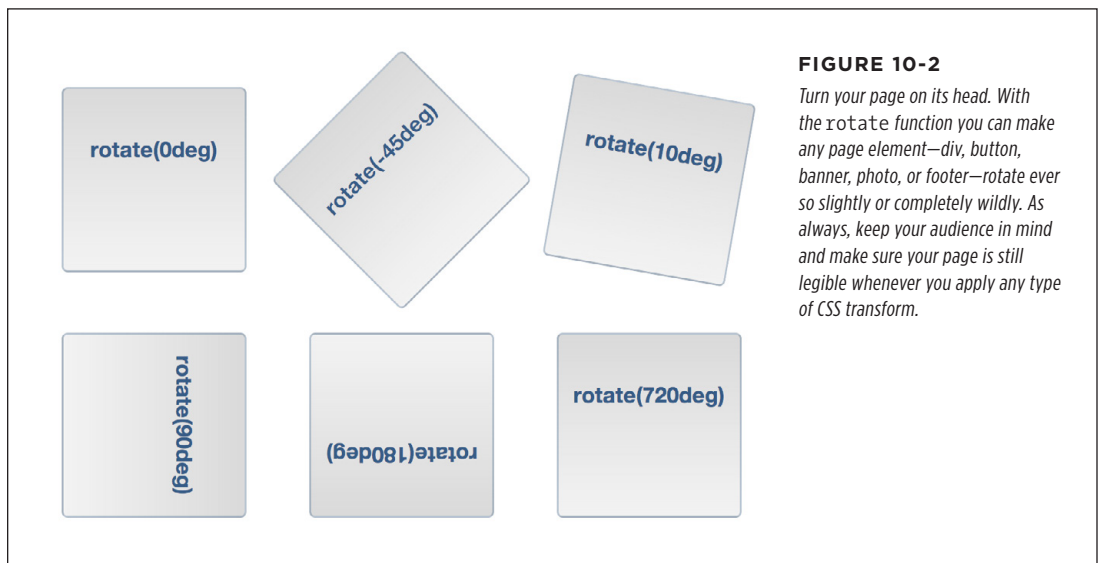 rotate(0deg)
rotate(-45deg)
rotate(10deg)
rotate(90deg)
rotate(180deg)
rotate(720deg)
FIGURE 10-2
Turn your page on its head. With
the rotate function you can make
any page element—div, button,
banner, photo, or footer—rotate ever
so slightly or completely wildly. As
always, keep your audience in mind
and make sure your page is still
legible whenever you apply any type
of CSS transform.